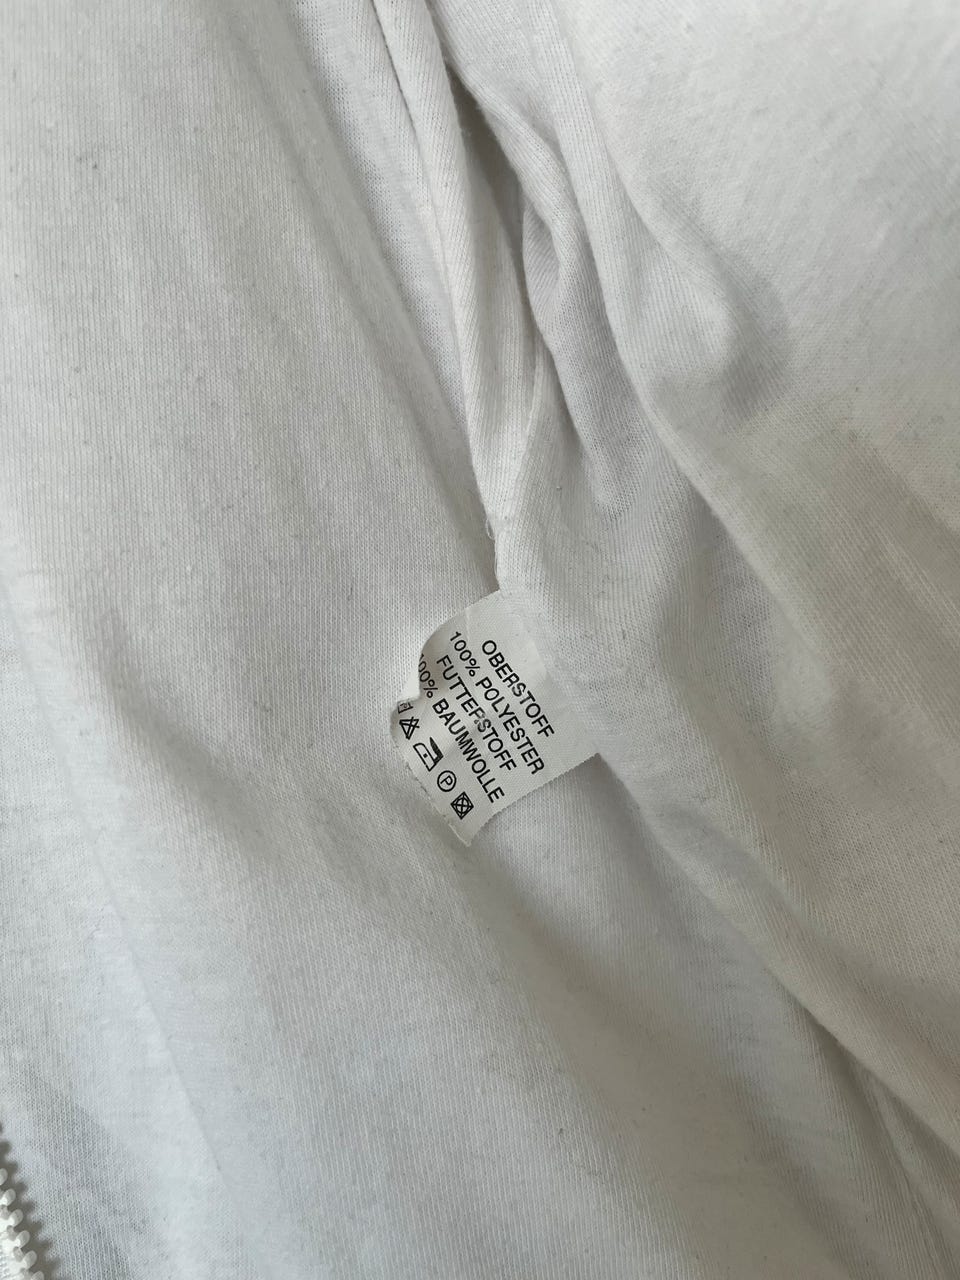 OBERSTOFF
100% POLYESTER
FUTTERSTOFF
100% BAUMWOLLE
P